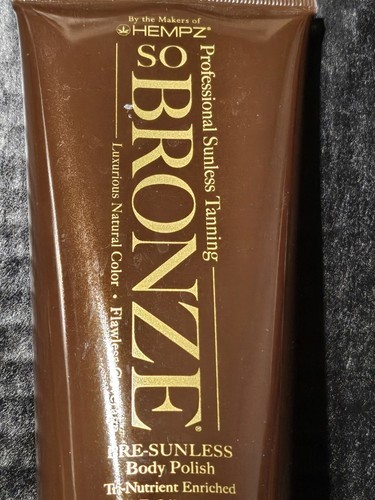 By the Makers of
HEMPZ®
SO
BRONZE®
Professional Sunless Tanning
Luxurious Natural Color • Flawless
PRE-SUNLESS
Body Polish
Tri-Nutrient Enriched